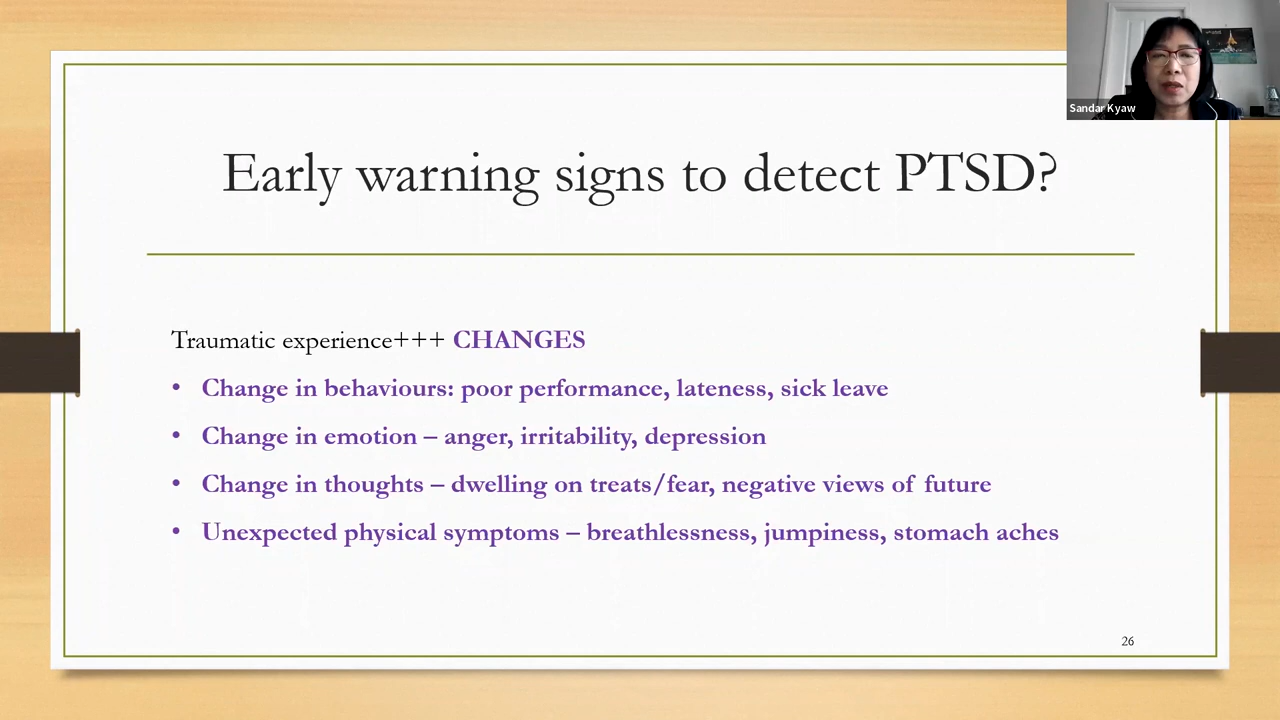 Sandar Kyaw
Early warning signs to detect PTSD?
Traumatic experience+++ CHANGES
• Change in behaviours: poor performance, lateness, sick leave
• Change in emotion – anger, irritability, depression
• Change in thoughts – dwelling on treats/fear, negative views of future
• Unexpected physical symptoms – breathlessness, jumpiness, stomach aches
26